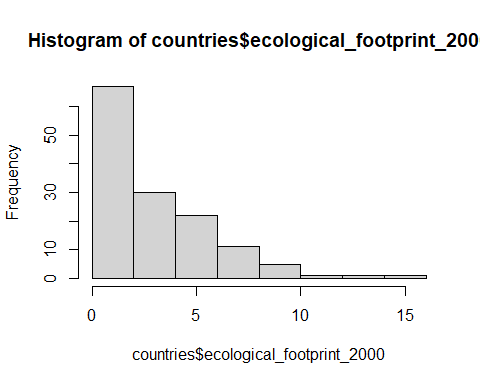 Histogram of countries$ecological_footprint_200
Frequency
50
30
10
0
0 5 10 15
countries$ecological_footprint_2000